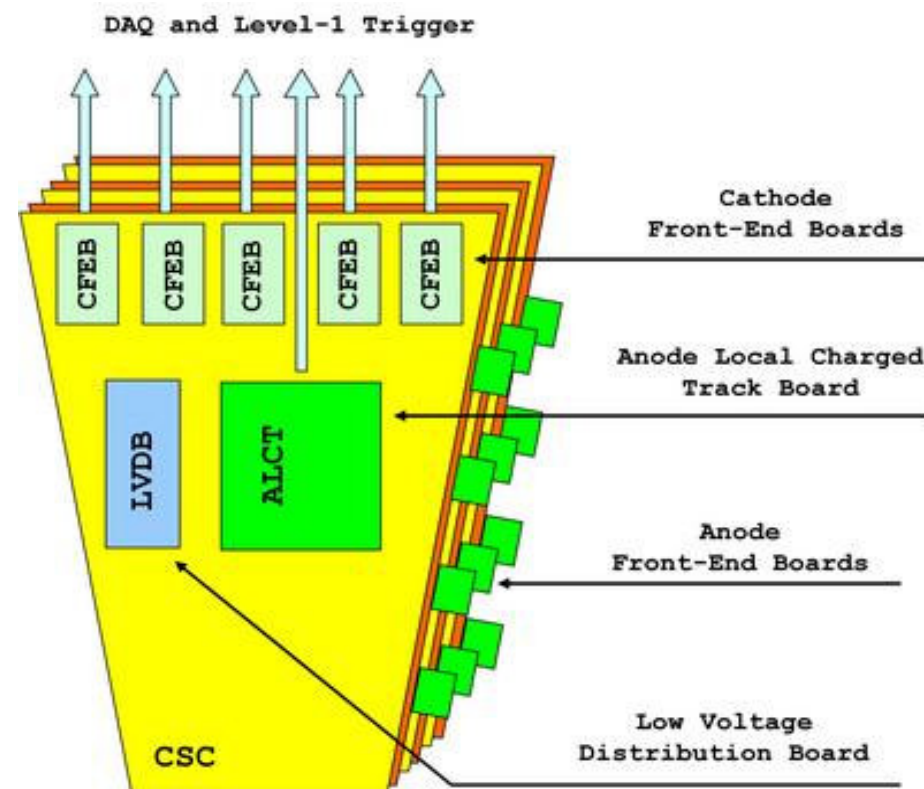 DAQ and Level-1 Trigger
Cathode
Front-End Boards
CFEB
CFEB
CFEB
CFEB
CFEB
Anode Local Charged
Track Board
LVDB
ALCT
Anode
Front-End Boards
Low Voltage
Distribution Board
CSC